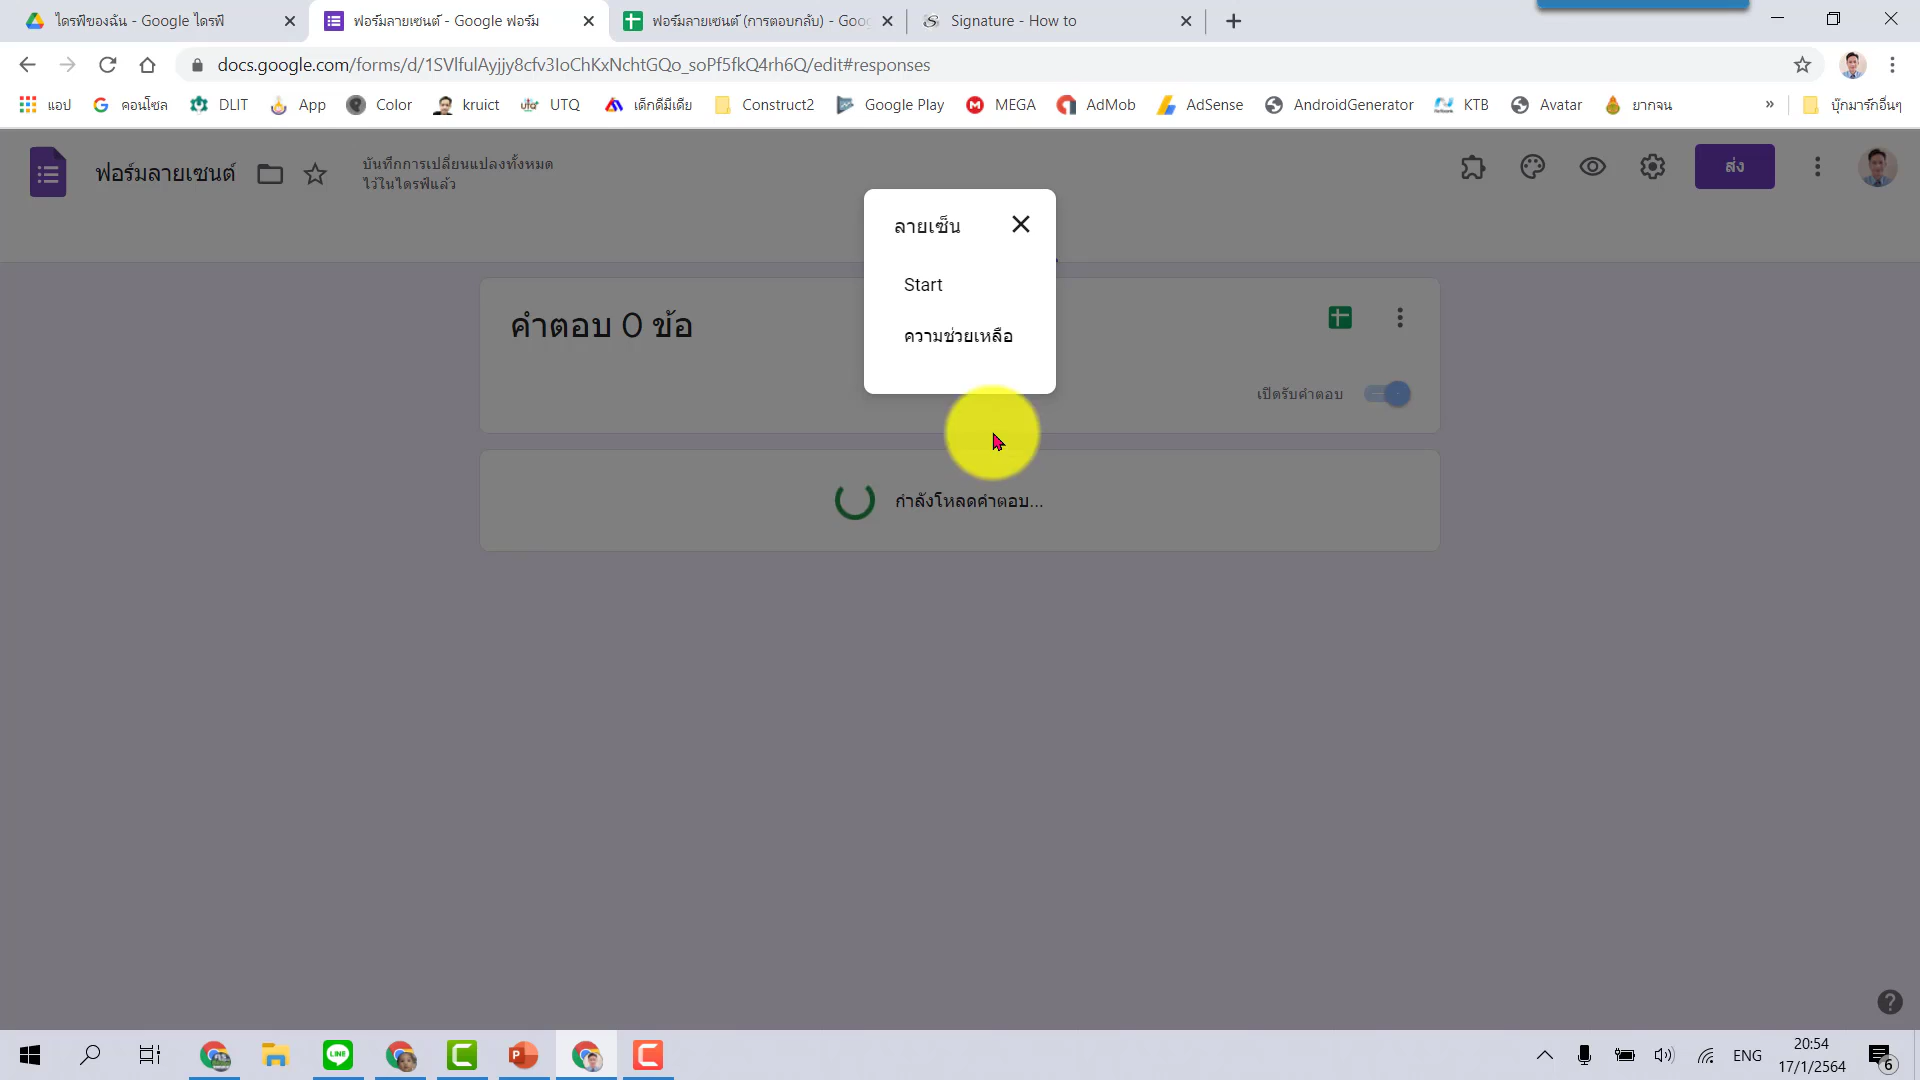 ไดรฟ์ของฉัน - Google ไดรฟ์
ฟอร์มลายเซนต์ - Google ฟอร์ม
ฟอร์มลายเซนต์ (การตอบกลับ) - Goo
Signature - How to
docs.google.com/forms/d/1SVlfulAyjjy8cfv3IoChKxNchtGQo_soPf5fkQ4rh6Q/edit#responses
แอป
คอนโซล
DLIT
App
Color
kruict
UTQ
เด็กดีมีเดีย
Construct2
Google Play
MEGA
AdMob
AdSense
AndroidGenerator
KTB
Avatar
ยากจน
»
บุ๊กมาร์กอื่นๆ
ฟอร์มลายเซนต์
บันทึกการเปลี่ยนแปลงทั้งหมด
ไว้ในไดรฟ์แล้ว
ส่ง
ลายเซ็น
Start
ความช่วยเหลือ
คำตอบ 0 ข้อ
เปิดรับคำตอบ
กำลังโหลดคำตอบ...
ENG
20:54
17/1/2564
6